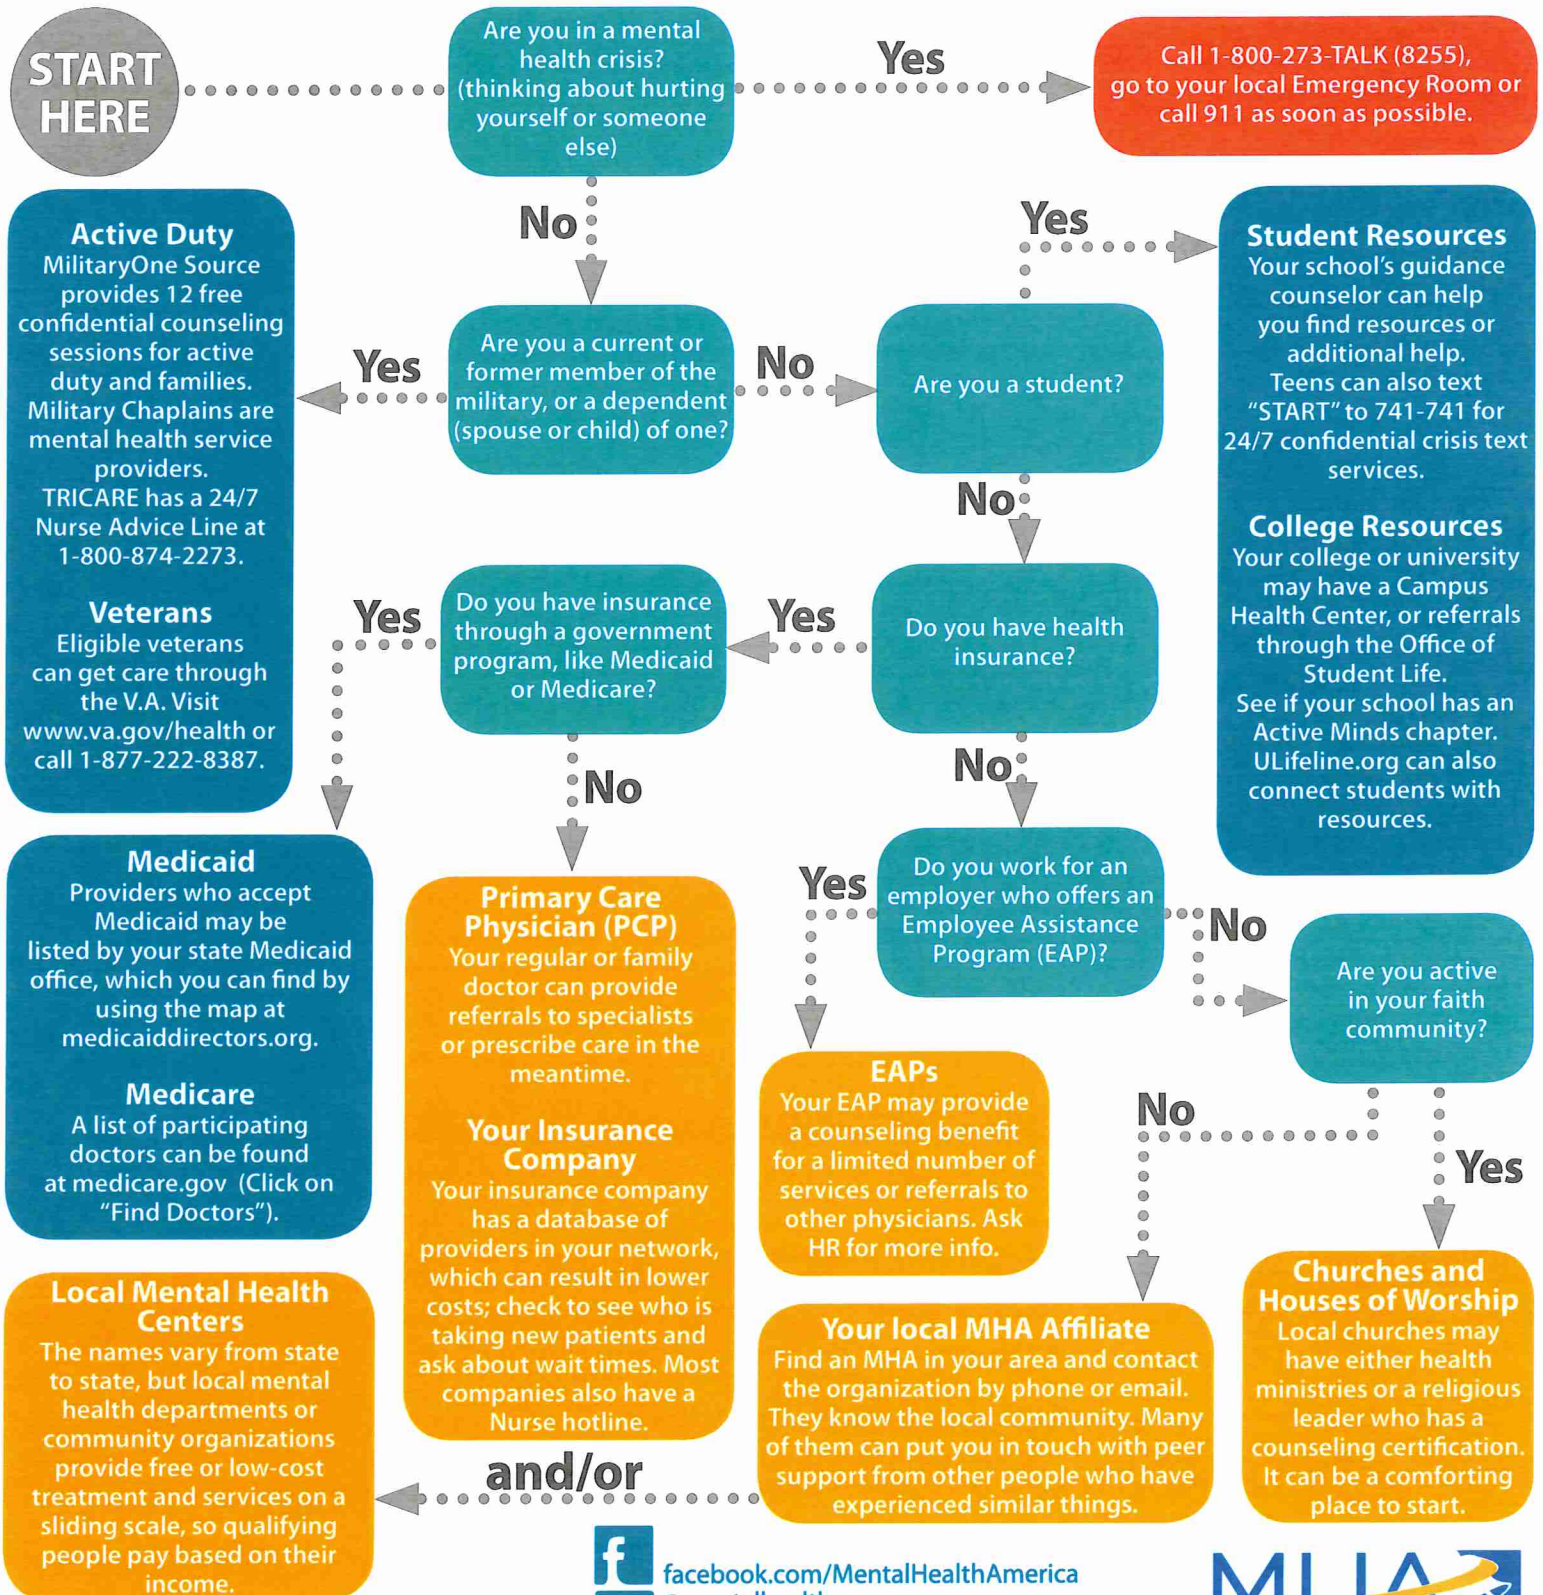 START
HERE
Are you in a mental
health crisis?
(thinking about hurting
yourself or someone
else)
Yes
Call 1-800-273-TALK (8255),
go to your local Emergency Room or
call 911 as soon as possible.
No
Active Duty
MilitaryOne Source
provides 12 free
confidential counseling
sessions for active
duty and families.
Military Chaplains are
mental health service
providers.
TRICARE has a 24/7
Nurse Advice Line at
1-800-874-2273.
Veterans
Eligible veterans
can get care through
the V.A. Visit
www.va.gov/health or
call 1-877-222-8387.
Yes
Are you a current or
former member of the
military, or a dependent
(spouse or child) of one?
No
Are you a student?
Yes
Student Resources
Your school's guidance
counselor can help
you find resources or
additional help.
Teens can also text
"START" to 741-741 for
24/7 confidential crisis text
services.
College Resources
Your college or university
may have a Campus
Health Center, or referrals
through the Office of
Student Life.
See if your school has an
Active Minds chapter.
ULifeline.org can also
connect students with
resources.
No
Do you have health
insurance?
Yes
Do you have insurance
through a government
program, like Medicaid
or Medicare?
Yes
Medicaid
Providers who accept
Medicaid may be
listed by your state Medicaid
office, which you can find by
using the map at
medicaiddirectors.org.
Medicare
A list of participating
doctors can be found
at medicare.gov (Click on
"Find Doctors").
No
Primary Care
Physician (PCP)
Your regular or family
doctor can provide
referrals to specialists
or prescribe care in the
meantime.
Your Insurance
Company
Your insurance company
has a database of
providers in your network,
which can result in lower
costs; check to see who is
taking new patients and
ask about wait times. Most
companies also have a
Nurse hotline.
No
Do you work for an
employer who offers an
Employee Assistance
Program (EAP)?
Yes
EAPs
Your EAP may provide
a counseling benefit
for a limited number of
services or referrals to
other physicians. Ask
HR for more info.
No
Are you active
in your faith
community?
No
Your local MHA Affiliate
Find an MHA in your area and contact
the organization by phone or email.
They know the local community. Many
of them can put you in touch with peer
support from other people who have
experienced similar things.
Yes
Churches and
Houses of Worship
Local churches may
have either health
ministries or a religious
leader who has a
counseling certification.
It can be a comforting
place to start.
and/or
Local Mental Health
Centers
The names vary from state
to state, but local mental
health departments or
community organizations
provide free or low-cost
treatment and services on a
sliding scale, so qualifying
people pay based on their
income.
f
facebook.com/MentalHealthAmerica
MHA